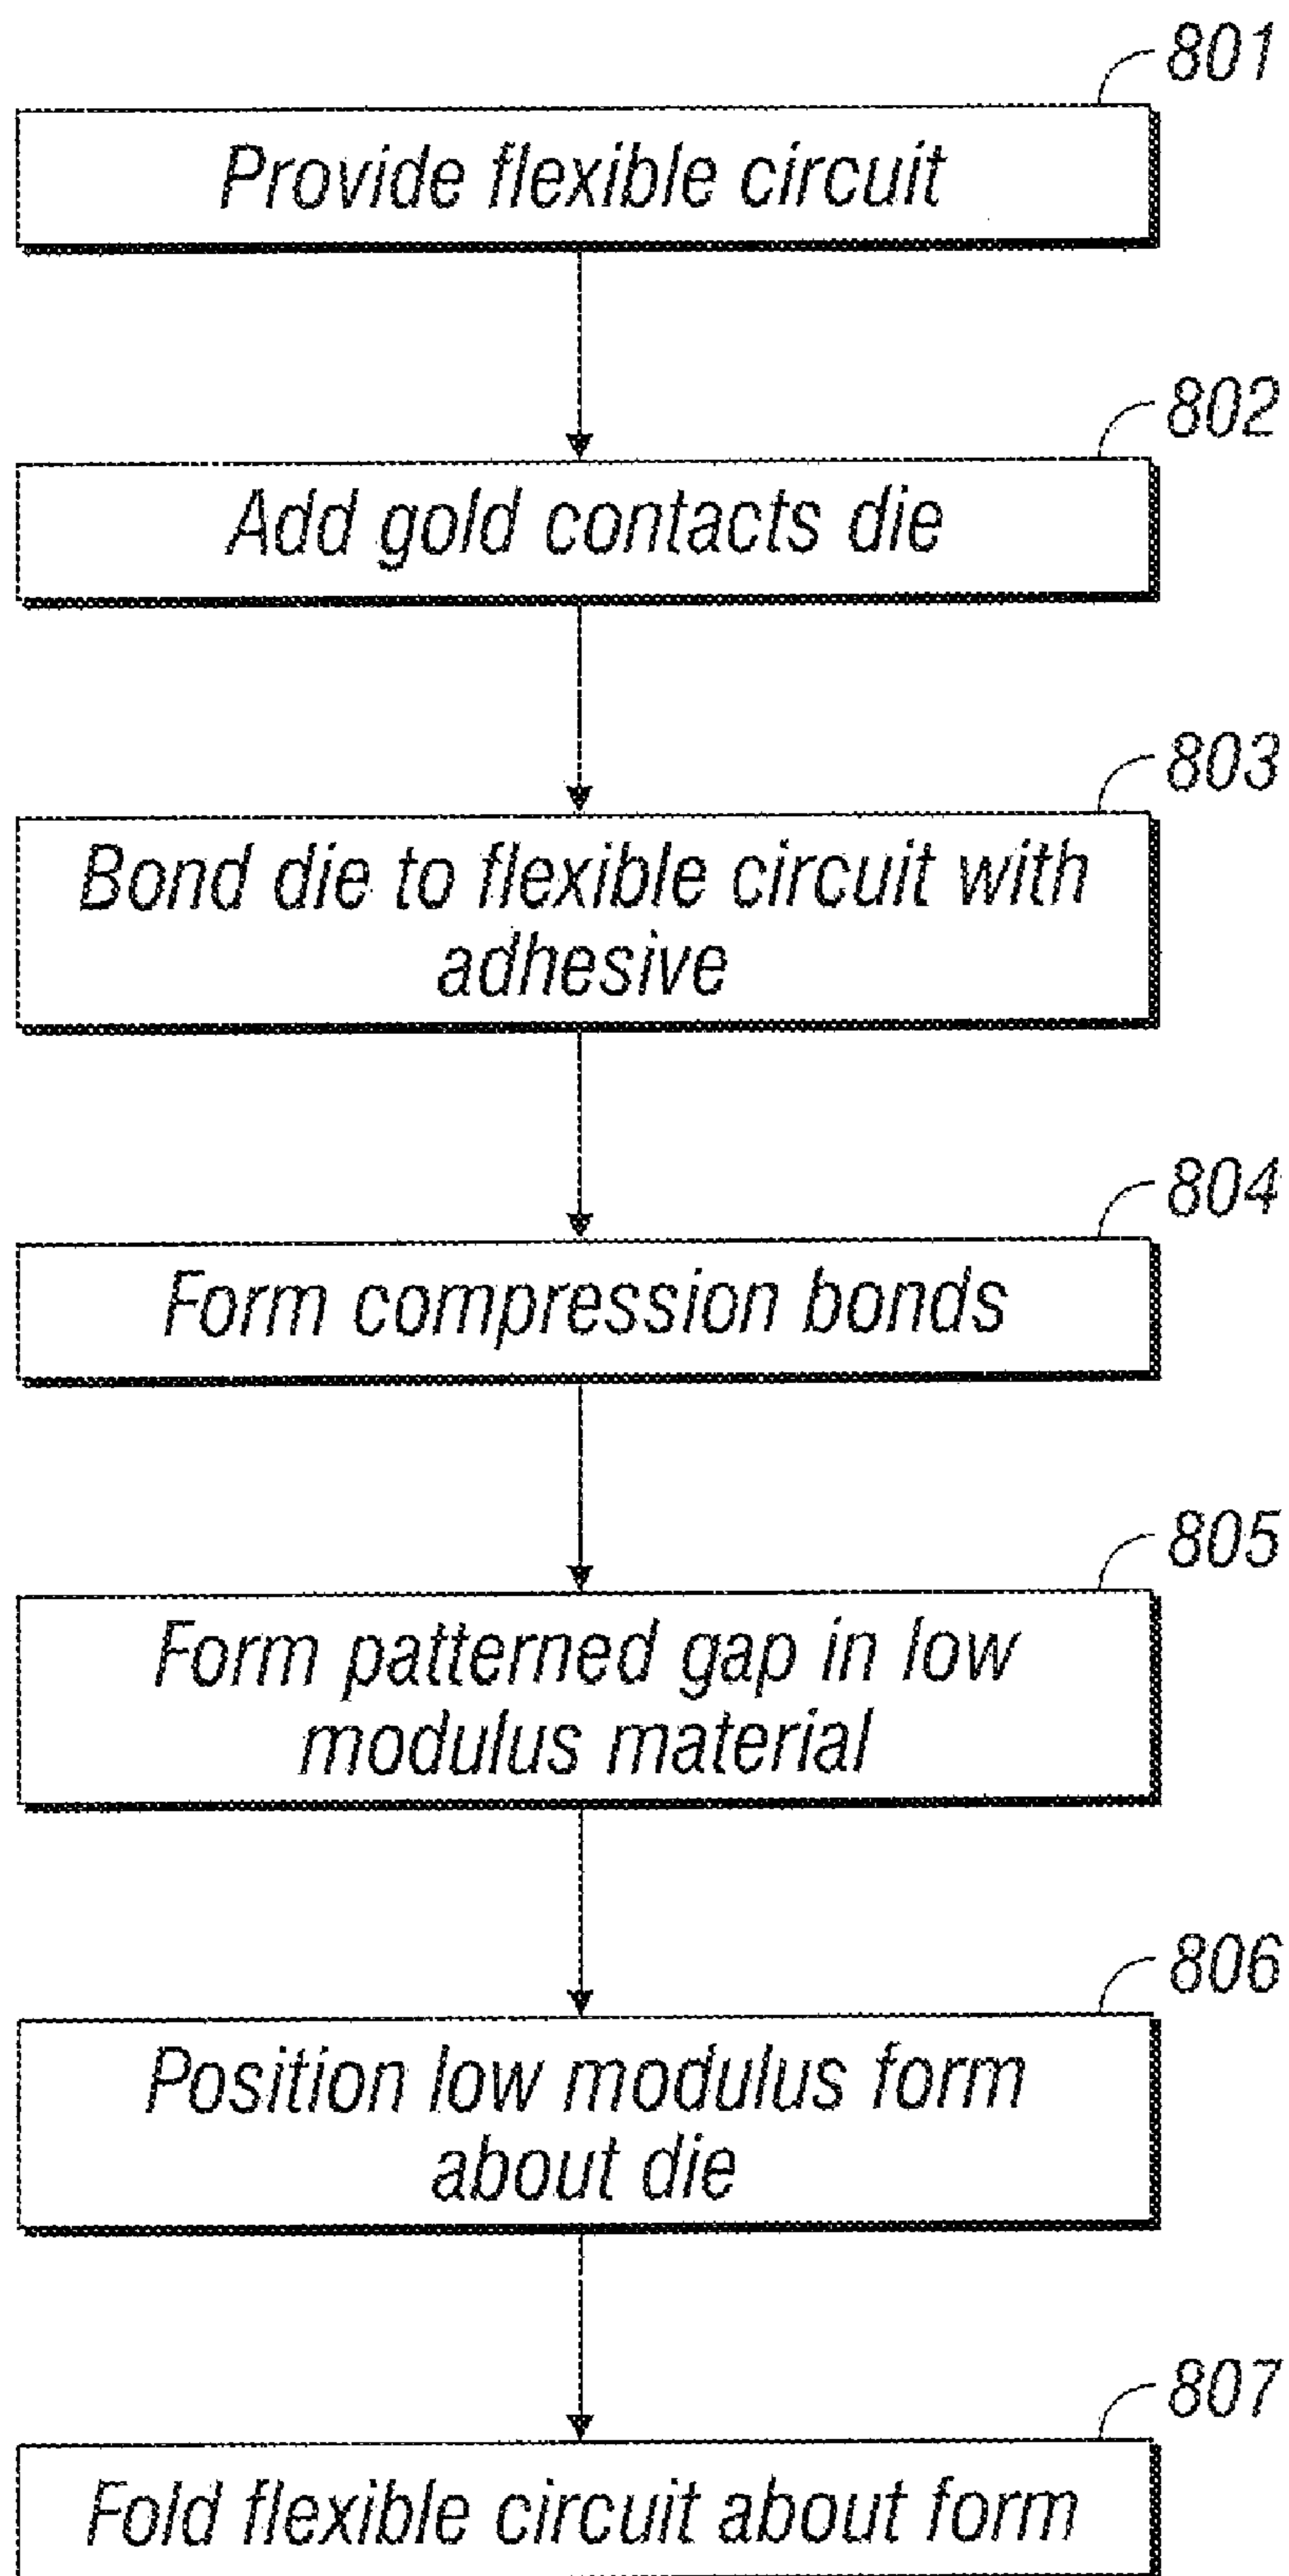 801
Provide flexible circuit
802
Add gold contacts die
803
Bond die to flexible circuit with
adhesive
804
Form compression bonds
805
Form patterned gap in low
modulus material
806
Position low modulus form
about die
807
Fold flexible circuit about form